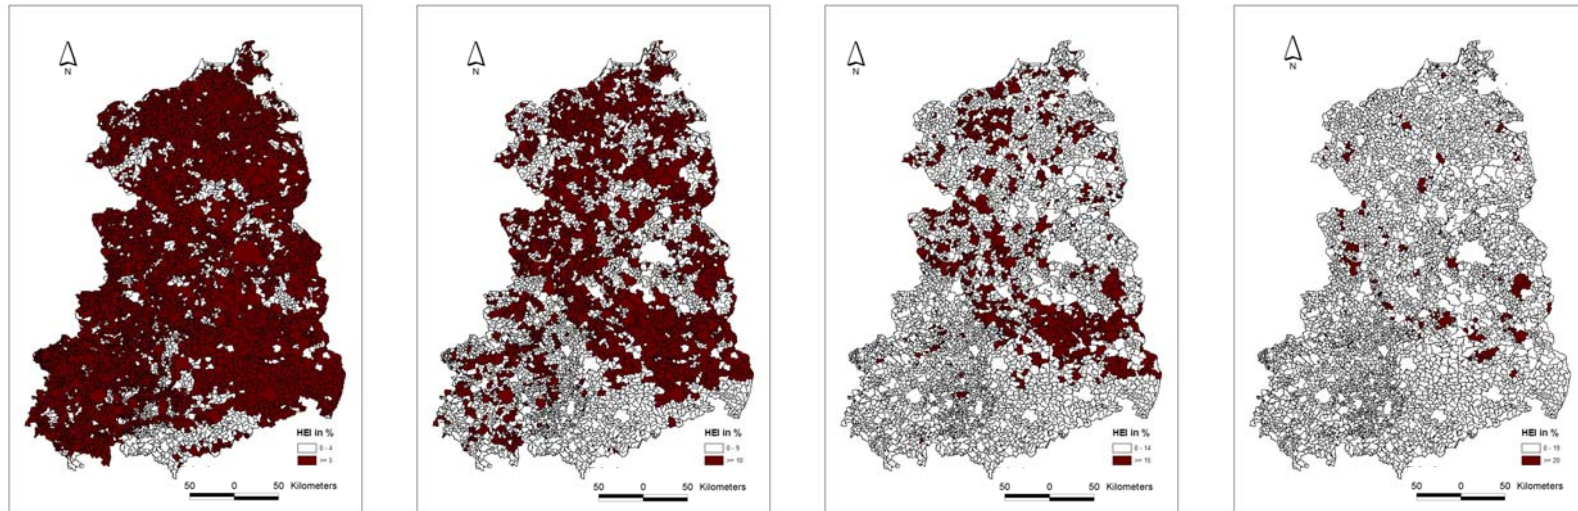 N
HEI in %
0 - 4
>= 5
50 0 50 Kilometers
N
HEI in %
0 - 9
>= 10
50 0 50 Kilometers
N
HEI in %
0 - 14
>= 15
50 0 50 Kilometers
N
HEI in %
0 - 19
>= 20
50 0 50 Kilometers